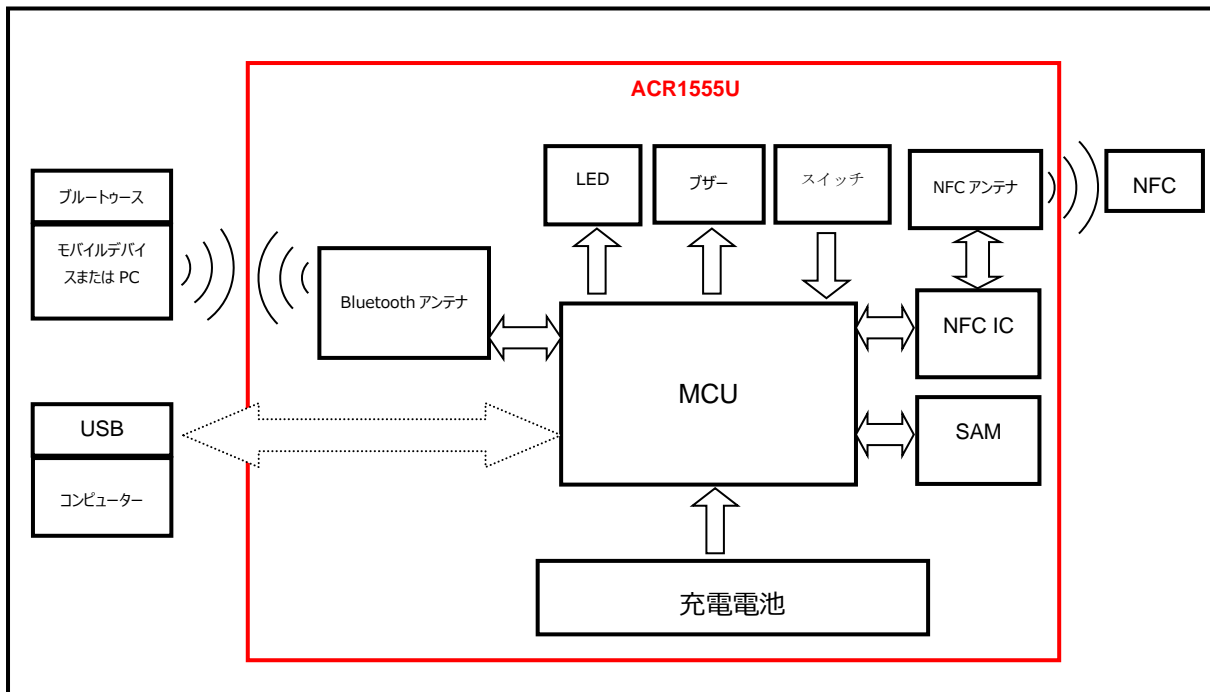 ACR1555U
LED
ブザー
スイッチ
NFC アンテナ
NFC
ブルートゥース
モバイルデバイ
スまたは PC
Bluetooth アンテナ
MCU
NFC IC
USB
コンピューター
SAM
充電電池